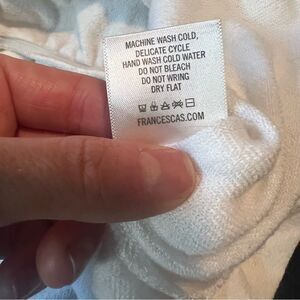 MACHINE WASH COLD,
DELICATE CYCLE
HAND WASH COLD WATER
DO NOT BLEACH
DO NOT WRING
DRY FLAT
FRANCESCAS.COM